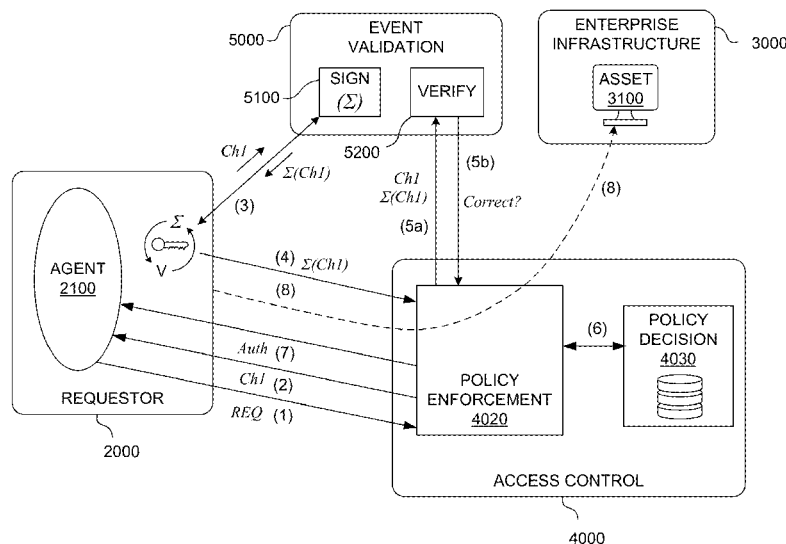 5000
EVENT
VALIDATION
5100
SIGN
(Σ)
VERIFY
5200
ENTERPRISE
INFRASTRUCTURE
3000
ASSET
3100
Ch1
Σ(Ch1)
(3)
Ch1
Σ(Ch1)
(5a)
(5b)
Correct?
(8)
Σ
V
AGENT
2100
(4) Σ(Ch1)
(8)
Auth (7)
Ch1 (2)
REQ (1)
REQUESTOR
2000
POLICY
ENFORCEMENT
4020
(6)
POLICY
DECISION
4030
ACCESS CONTROL
4000